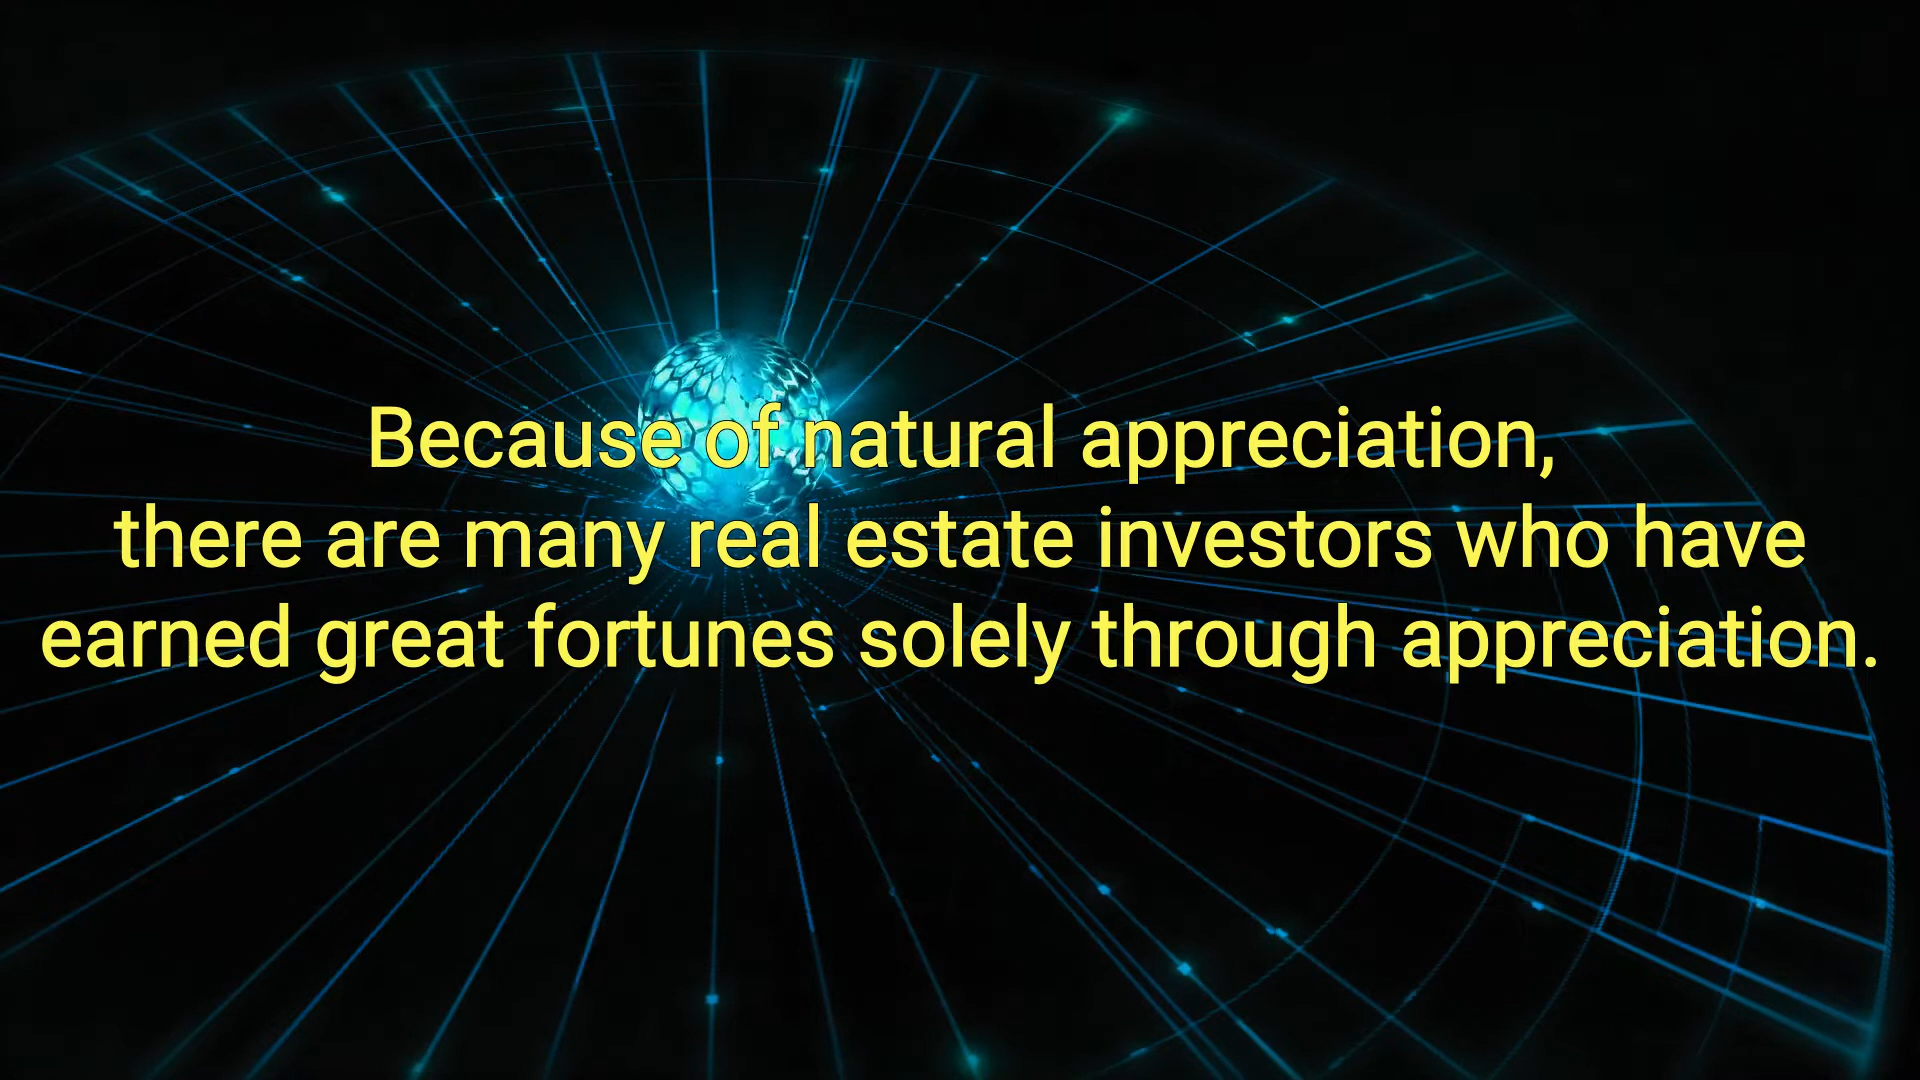 Because of natural appreciation,
there are many real estate investors who have
earned great fortunes solely through appreciation.